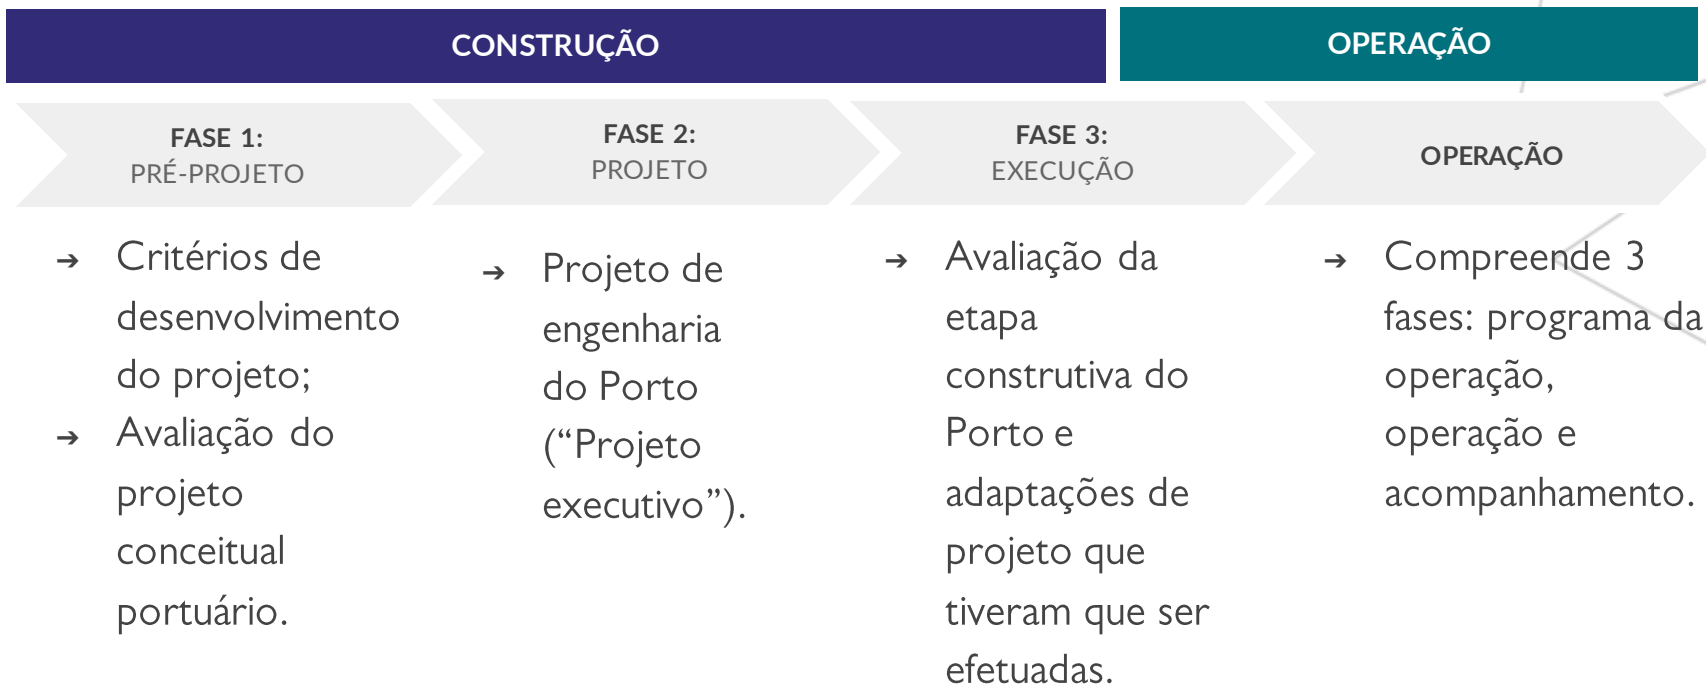 CONSTRUÇÃO
OPERAÇÃO
FASE 1:
PRÉ-PROJETO
FASE 2:
PROJETO
FASE 3:
EXECUÇÃO
OPERAÇÃO
➔ Critérios de
desenvolvimento
do projeto;
➔ Avaliação do
projeto
conceitual
portuário.
➔ Projeto de
engenharia
do Porto
(“Projeto
executivo”).
➔ Avaliação da
etapa
construtiva do
Porto e
adaptações de
projeto que
tiveram que ser
efetuadas.
➔ Compreende 3
fases: programa da
operação,
operação e
acompanhamento.